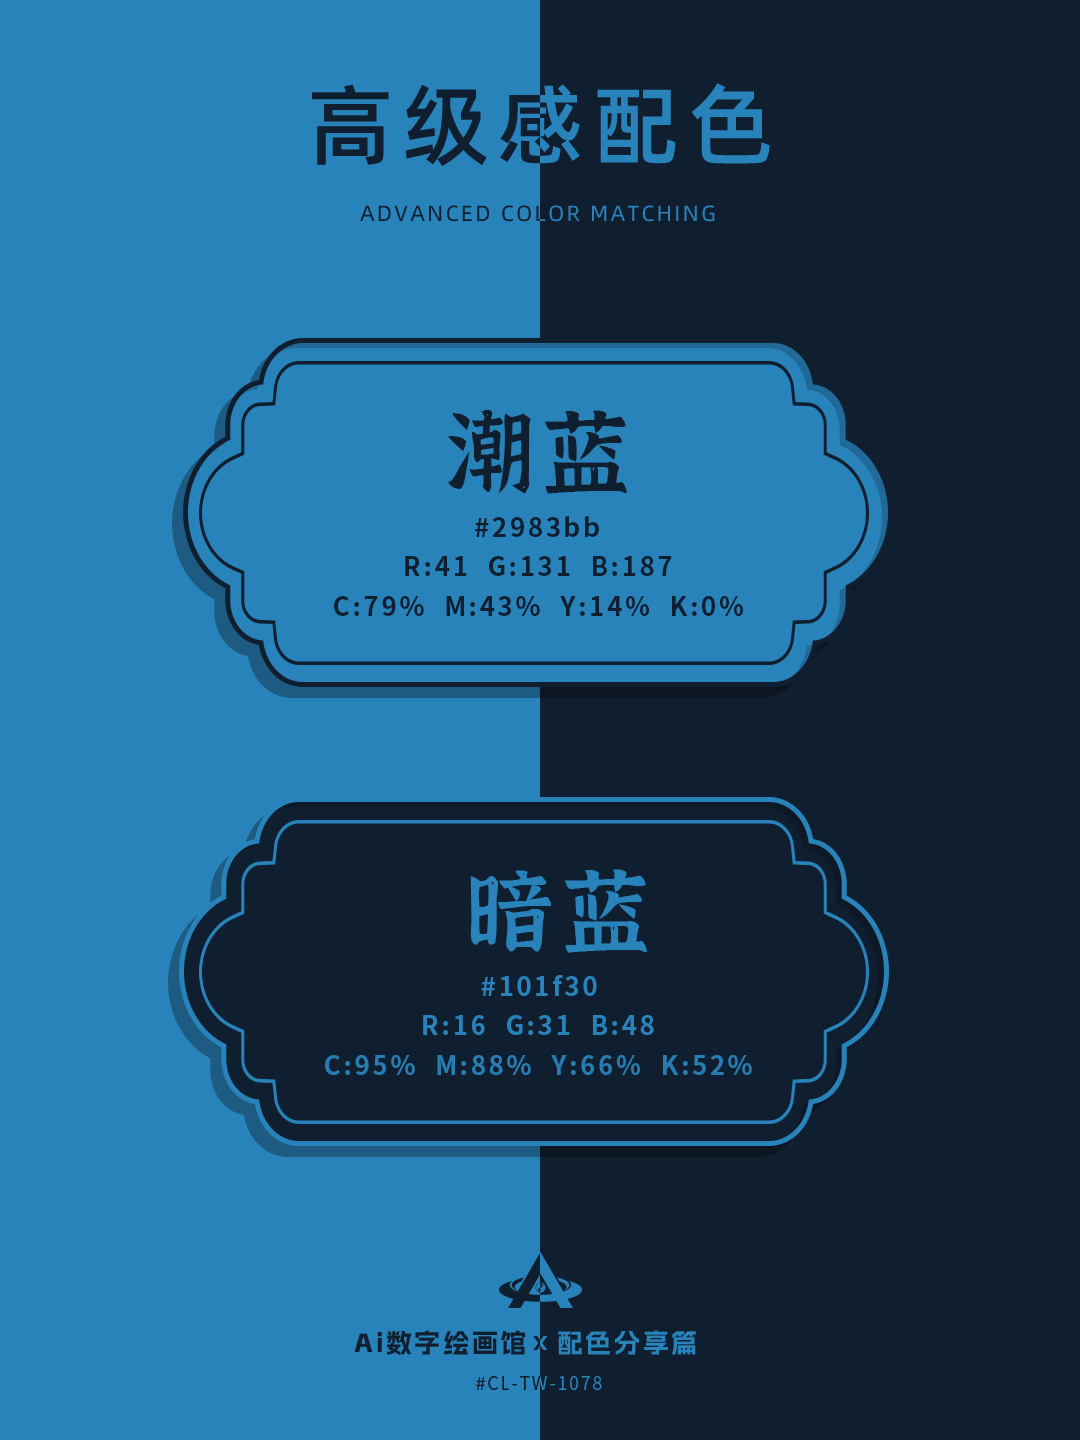 高级感配色
ADVANCED COLOR MATCHING
潮蓝
#2983bb
R:41 G:131 B:187
C:79% M:43% Y:14% K:0%
暗蓝
#101f30
R:16 G:31 B:48
C:95% M:88% Y:66% K:52%
Ai数字绘画馆 x 配色分享篇
#CL-TW-1078